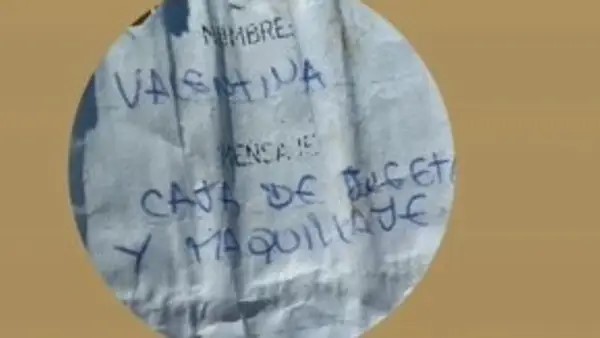 NOMBRE:
VALENTINA
MENSAJE
CAJA DE
Y MAQUILLAJE